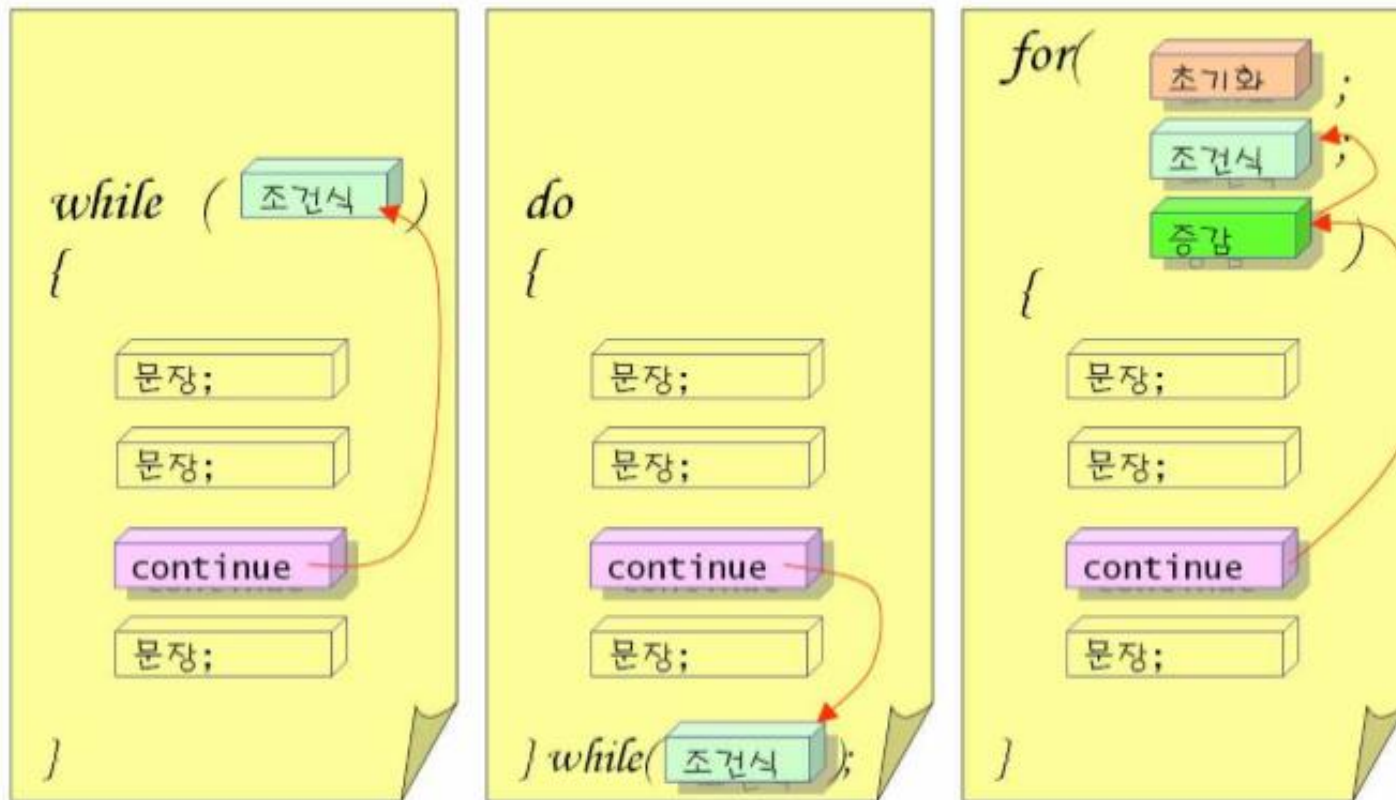 while ( 조건식 )
{
문장;
문장;
continue
문장;
}
do
{
문장;
문장;
continue
문장;
} while( 조건식 );
for( 초기화 ;
조건식 ;
증감 )
{
문장;
문장;
continue
문장;
}